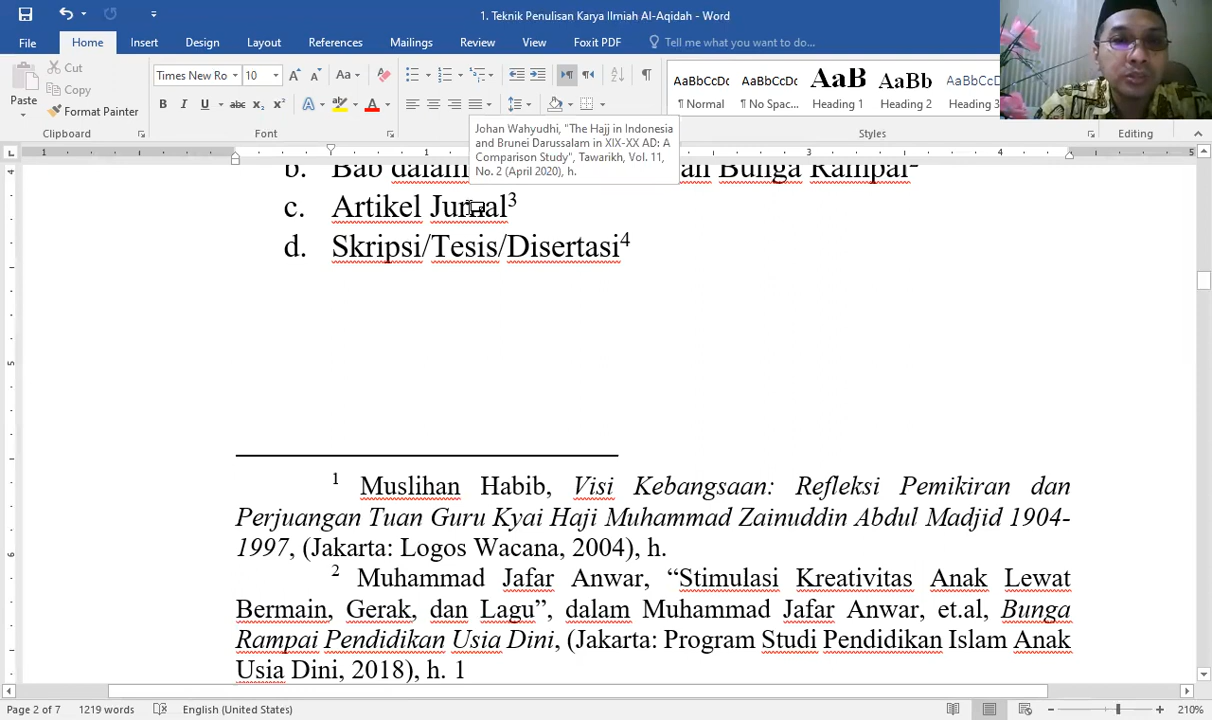 1. Teknik Penulisan Karya Ilmiah Al-Aqidah - Word
File Home Insert Design Layout References Mailings Review View Foxit PDF Tell me what you want to do...
Paste
Cut
Copy
Format Painter
Clipboard
Times New Ro 10
Font
AaBbCcDc AaBbCcDc AaB AaBb AaBbCcD
¶ Normal ¶ No Spac... Heading 1 Heading 2 Heading 3
Styles
Editing
Johan Wahyudhi, "The Hajj in Indonesia
and Brunei Darussalam in XIX-XX AD: A
Comparison Study", Tawarikh, Vol. 11,
No. 2 (April 2020), h.
b. Bab dalam an Bunga Rampai²
c. Artikel Jurnal³
d. Skripsi/Tesis/Disertasi⁴
¹ Muslihan Habib, Visi Kebangsaan: Refleksi Pemikiran dan
Perjuangan Tuan Guru Kyai Haji Muhammad Zainuddin Abdul Madjid 1904-
1997, (Jakarta: Logos Wacana, 2004), h.
² Muhammad Jafar Anwar, “Stimulasi Kreativitas Anak Lewat
Bermain, Gerak, dan Lagu”, dalam Muhammad Jafar Anwar, et.al, Bunga
Rampai Pendidikan Usia Dini, (Jakarta: Program Studi Pendidikan Islam Anak
Usia Dini, 2018), h. 1
Page 2 of 7 1219 words English (United States) 210%